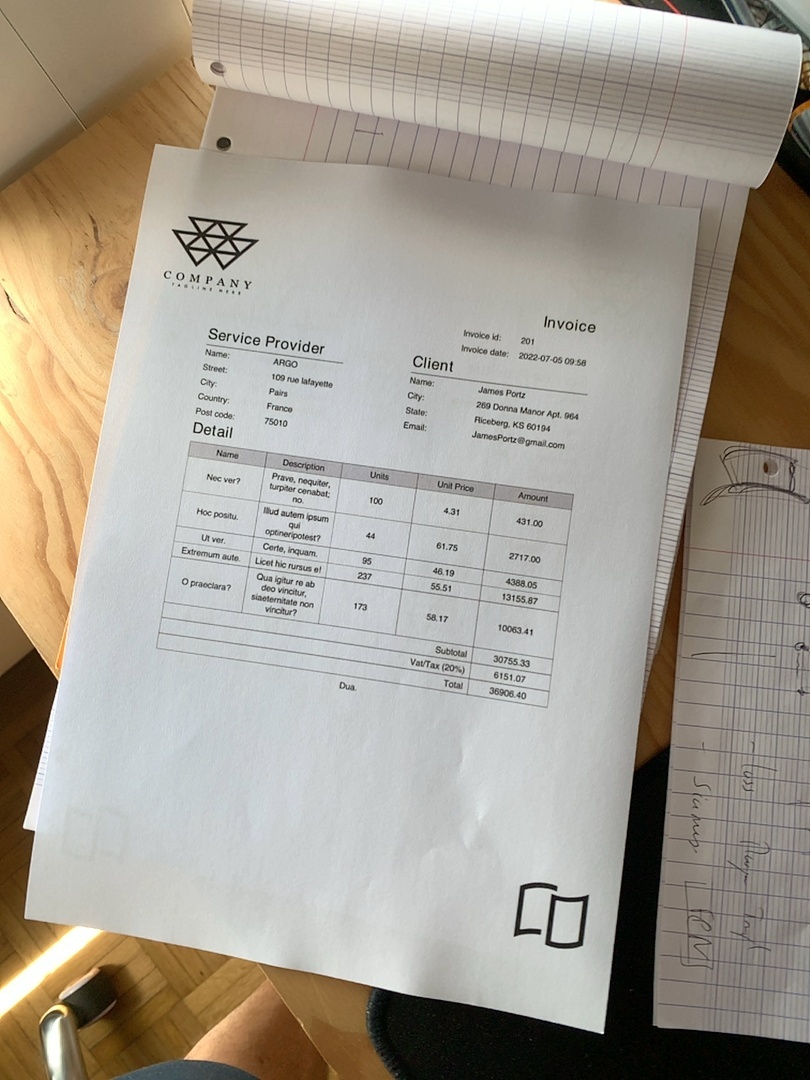 COMPANY
TAGLINE HERE
Invoice
Invoice id: 201
Invoice date: 2022-07-05 09:58
Service Provider
Name: ARGO
Street: 109 rue lafayette
City: Pairs
Country: France
Post code: 75010
Client
Name: James Portz
City: 269 Donna Manor Apt. 964
State: Riceberg, KS 60194
Email: JamesPortz@gmail.com
Detail
Name Description Units Unit Price Amount
Nec ver? Prave, nequiter, turpiter cenabat; no. 100 4.31 431.00
Hoc positu. Illud autem ipsum qui optineripotest? 44 61.75 2717.00
Ut ver. Certe, inquam. 95 46.19 4388.05
Extremum aute. Licet hic rursus e! 237 55.51 13155.87
O praeclara? Qua igitur re ab deo vincitur, siaeternitate non vincitur? 173 58.17 10063.41
Subtotal 30755.33
Vat/Tax (20%) 6151.07
Total 36906.40
Dua.